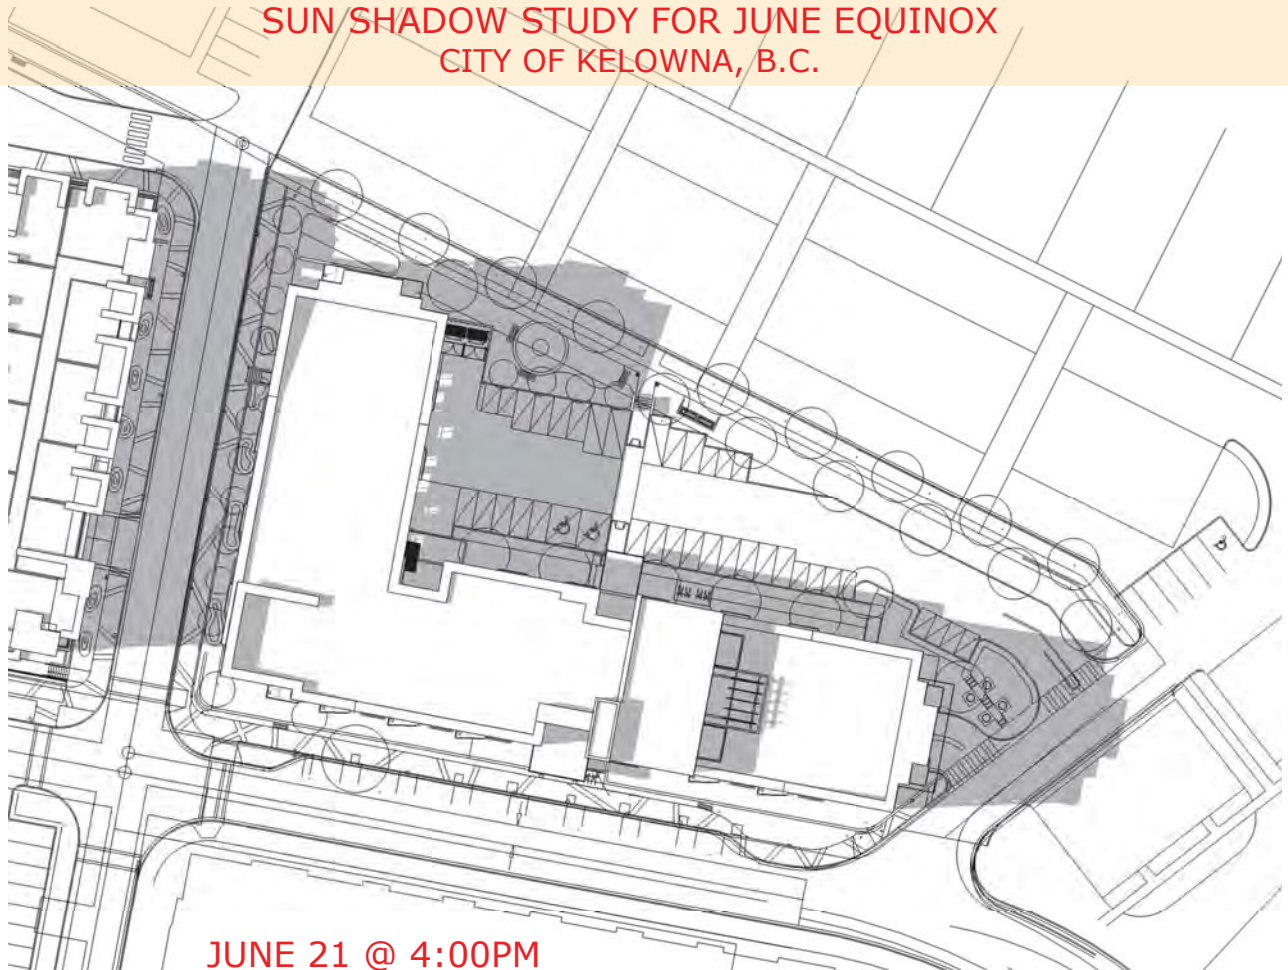 SUN SHADOW STUDY FOR JUNE EQUINOX
CITY OF KELOWNA, B.C.
JUNE 21 @ 4:00PM